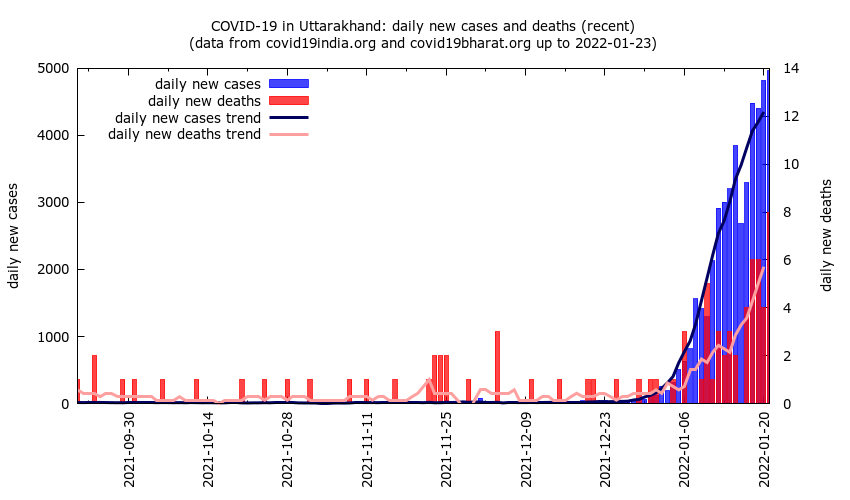 COVID-19 in Uttarakhand: daily new cases and deaths (recent)
(data from covid19india.org and covid19bharat.org up to 2022-01-23)
daily new cases
daily new deaths
daily new cases trend
daily new deaths trend
daily new cases
5000
4000
3000
2000
1000
0
14
12
10
8
6
4
2
0
daily new deaths
2021-09-30
2021-10-14
2021-10-28
2021-11-11
2021-11-25
2021-12-09
2021-12-23
2022-01-06
2022-01-20